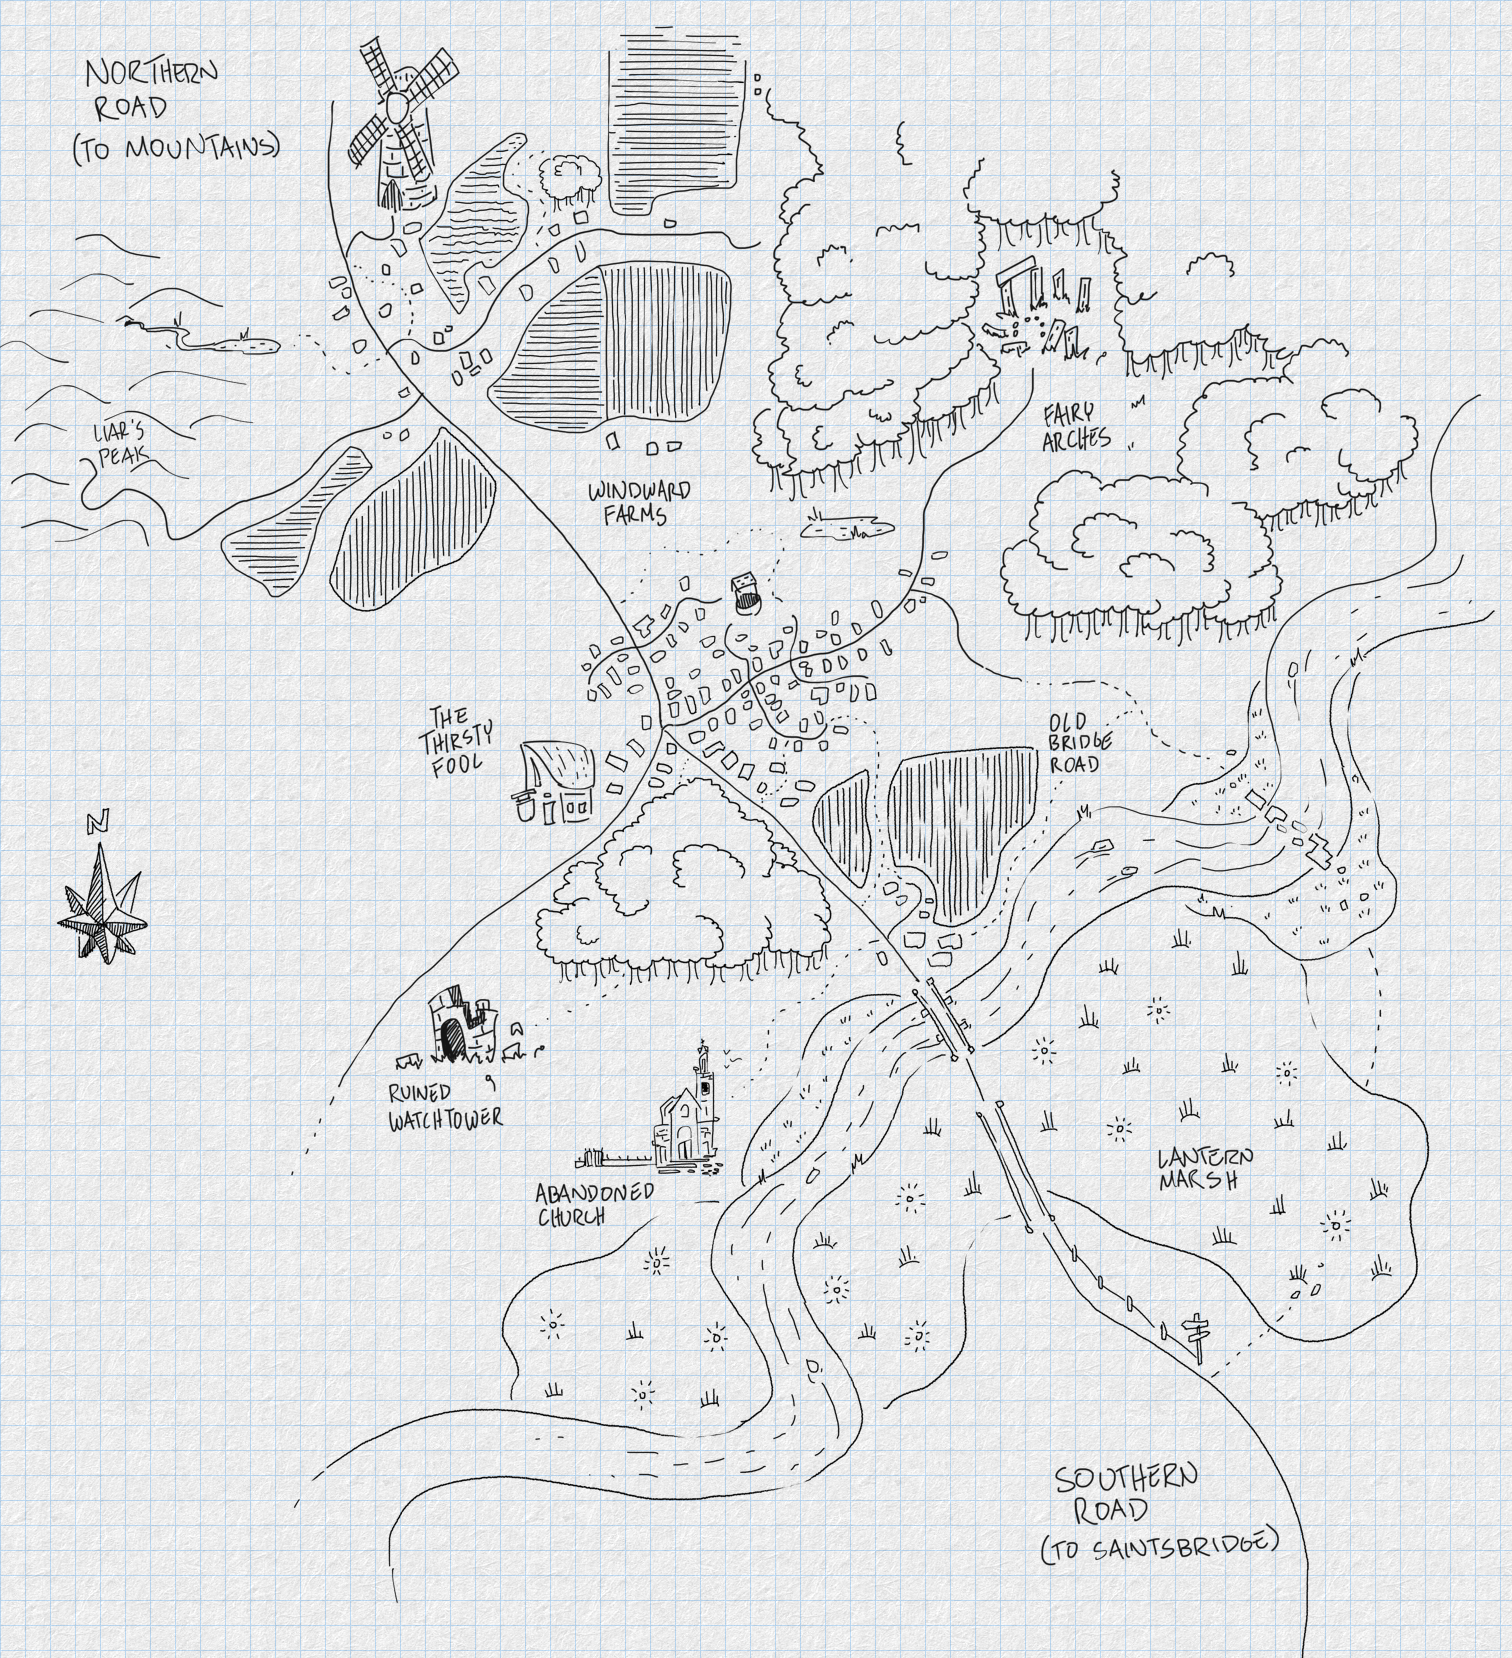 NORTHERN
ROAD
(TO MOUNTAINS)
LIAR'S
PEAK
FAIRY
ARCHES
WINDWARD
FARMS
THE
THIRSTY
FOOL
OLD
BRIDGE
ROAD
N
RUINED
WATCHTOWER
LANTERN
MARSH
ABANDONED
CHURCH
SOUTHERN
ROAD
(TO SAINTSBRIDGE)